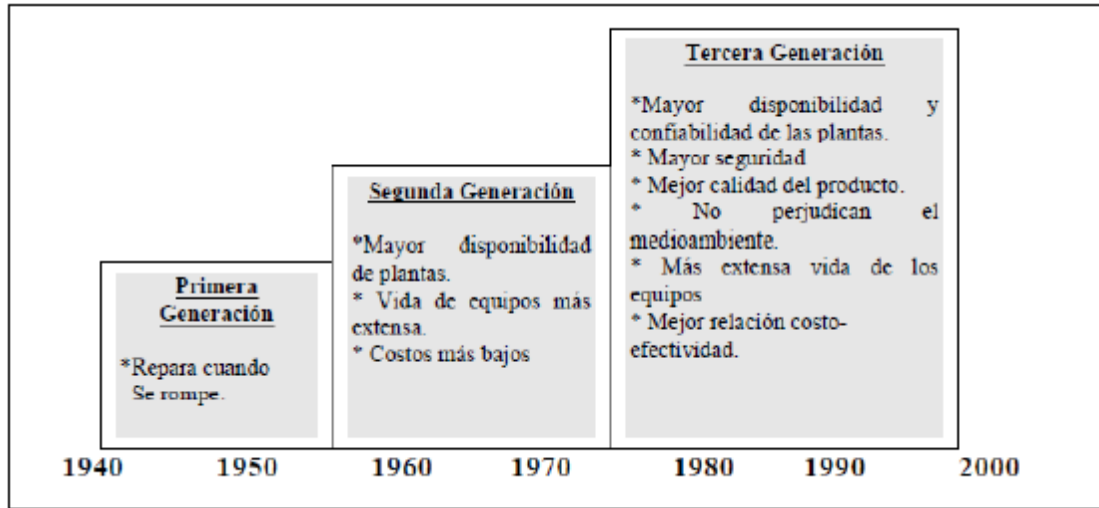 Primera
Generación
*Repara cuando
Se rompe.
Segunda Generación
*Mayor disponibilidad
de plantas.
* Vida de equipos más
extensa.
* Costos más bajos
Tercera Generación
*Mayor disponibilidad y
confiabilidad de las plantas.
* Mayor seguridad
* Mejor calidad del producto.
* No perjudican el
medioambiente.
* Más extensa vida de los
equipos
* Mejor relación costo-
efectividad.
1940 1950 1960 1970 1980 1990 2000